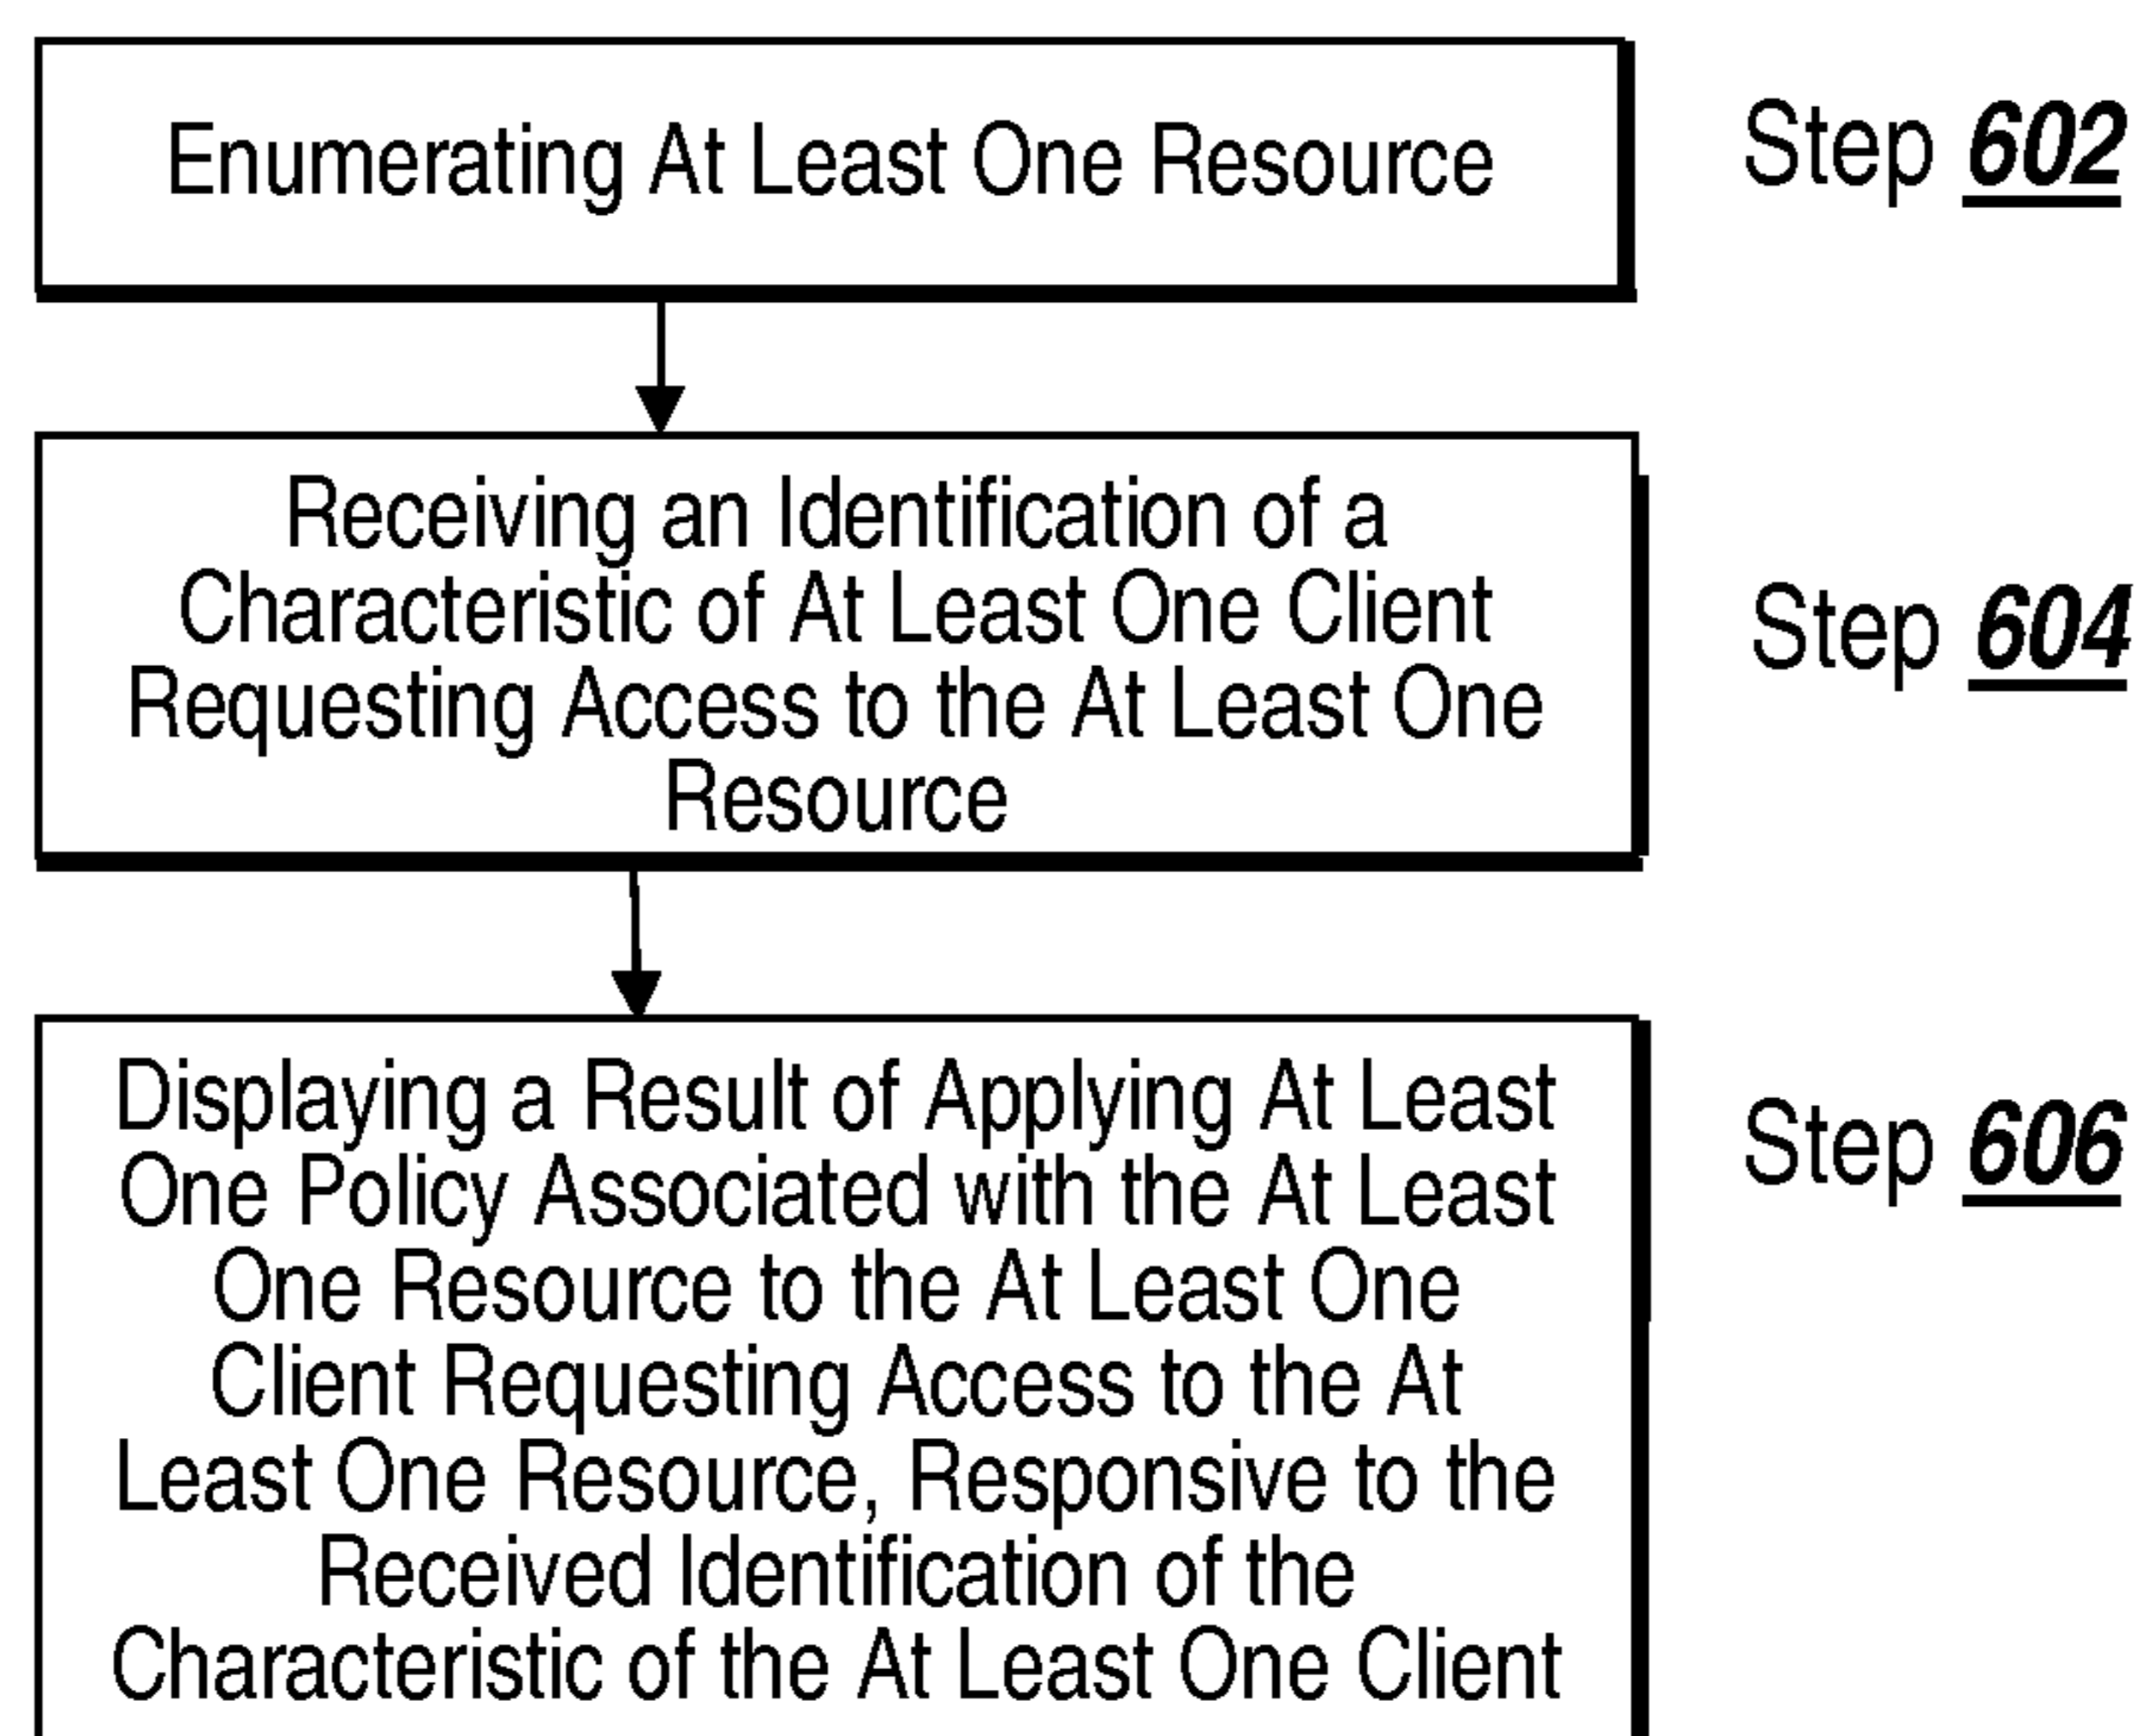 Enumerating At Least One Resource
Step 602
Receiving an Identification of a
Characteristic of At Least One Client
Requesting Access to the At Least One
Resource
Step 604
Displaying a Result of Applying At Least
One Policy Associated with the At Least
One Resource to the At Least One
Client Requesting Access to the At
Least One Resource, Responsive to the
Received Identification of the
Characteristic of the At Least One Client
Step 606